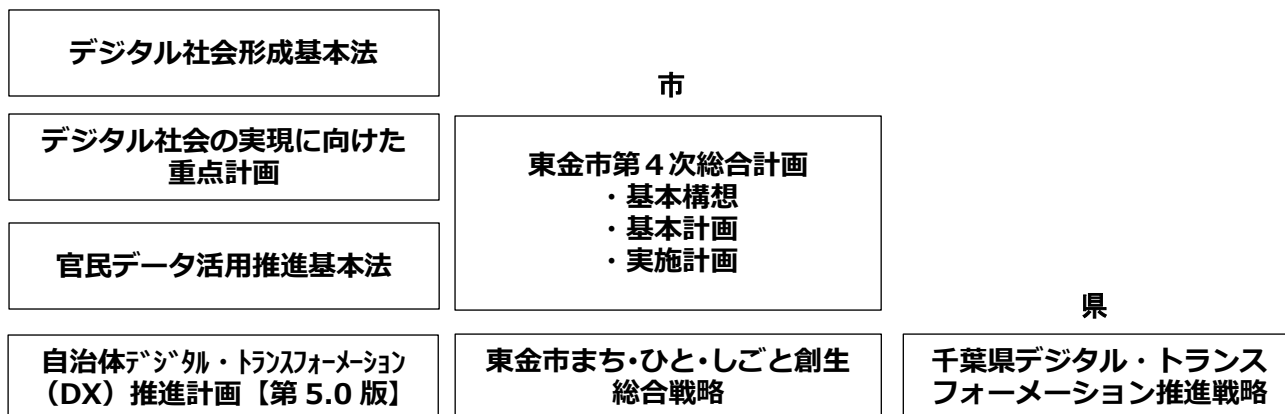 デジタル社会形成基本法
デジタル社会の実現に向けた
重点計画
官民データ活用推進基本法
自治体ﾃﾞｼﾞﾀﾙ・ﾄﾗﾝｽﾌｫｰﾒｰｼｮﾝ
（DX）推進計画【第 5.0 版】
市
東金市第４次総合計画
・基本構想
・基本計画
・実施計画
東金市まち･ひと･しごと創生
総合戦略
県
千葉県デジタル・トランス
フォーメーション推進戦略